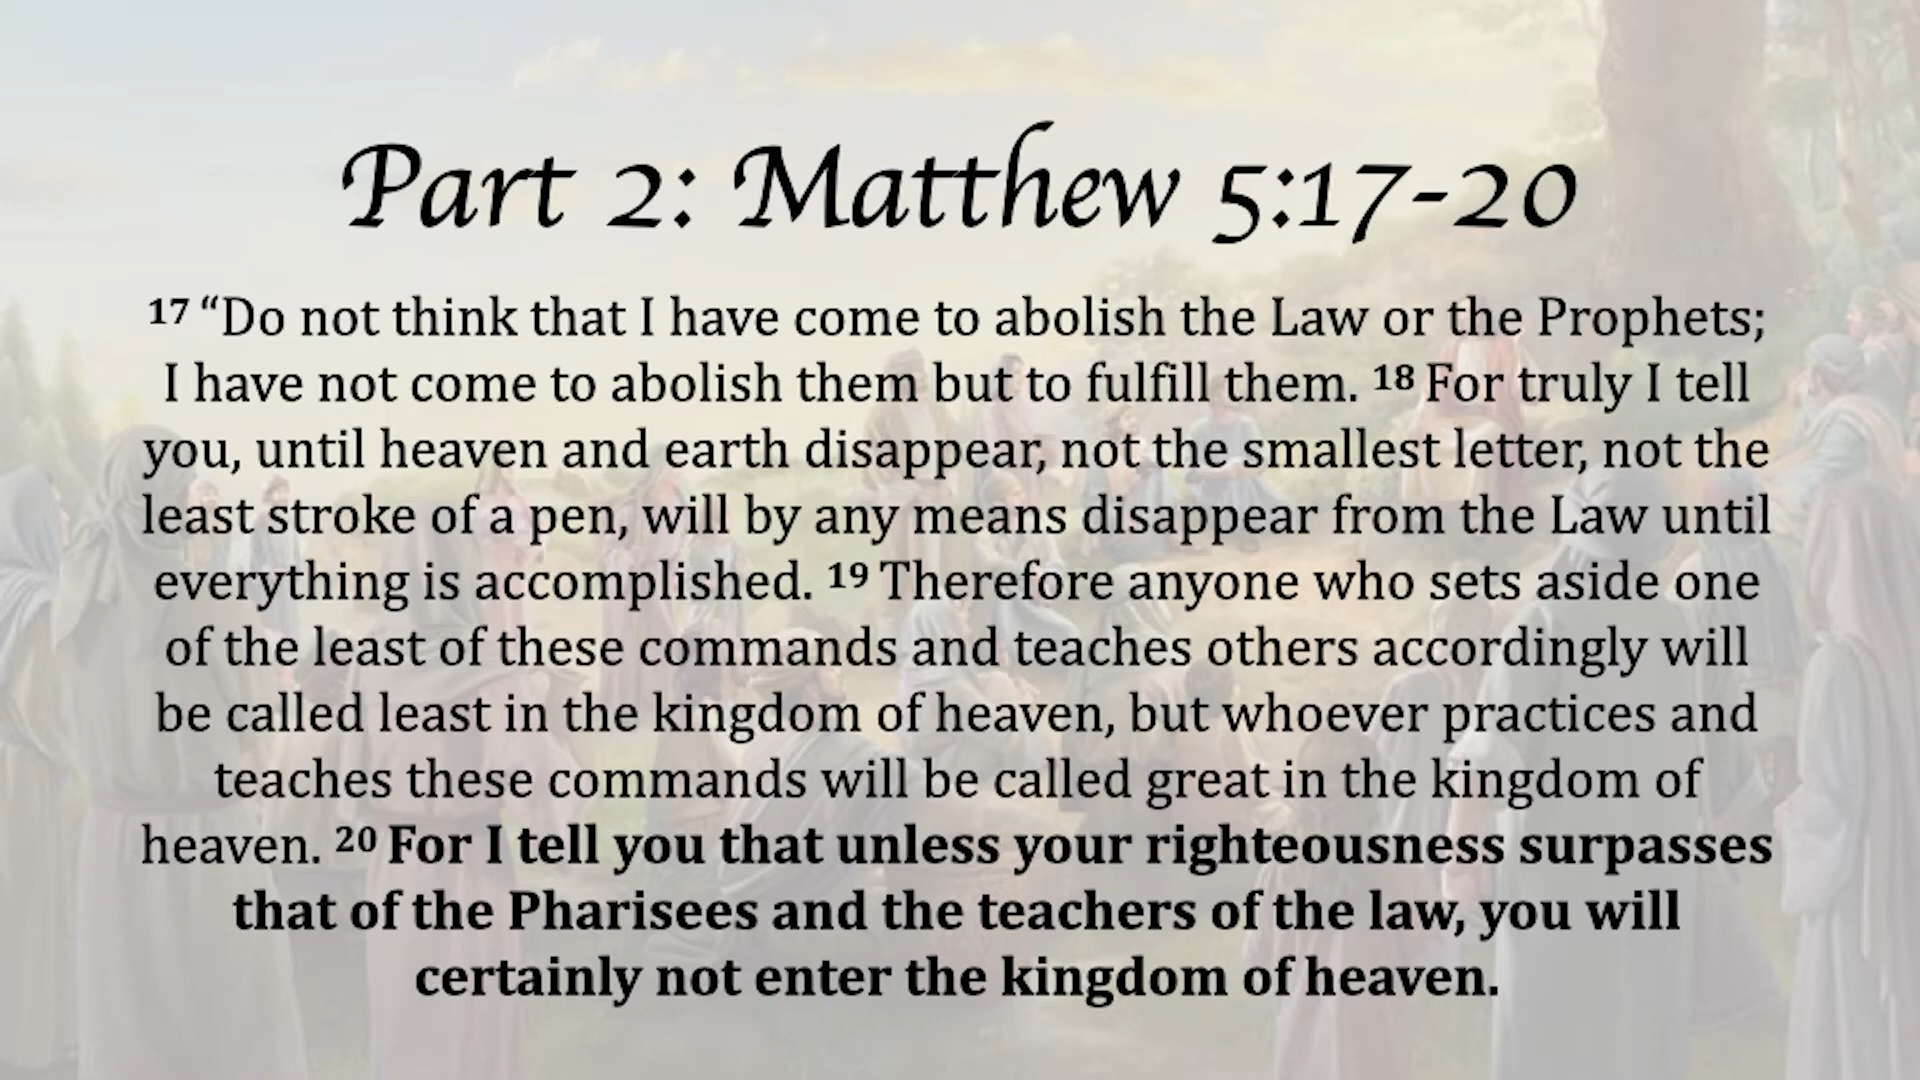 Part 2: Matthew 5:17-20
17 “Do not think that I have come to abolish the Law or the Prophets;
I have not come to abolish them but to fulfill them. 18 For truly I tell
you, until heaven and earth disappear, not the smallest letter, not the
least stroke of a pen, will by any means disappear from the Law until
everything is accomplished. 19 Therefore anyone who sets aside one
of the least of these commands and teaches others accordingly will
be called least in the kingdom of heaven, but whoever practices and
teaches these commands will be called great in the kingdom of
heaven. 20 For I tell you that unless your righteousness surpasses
that of the Pharisees and the teachers of the law, you will
certainly not enter the kingdom of heaven.